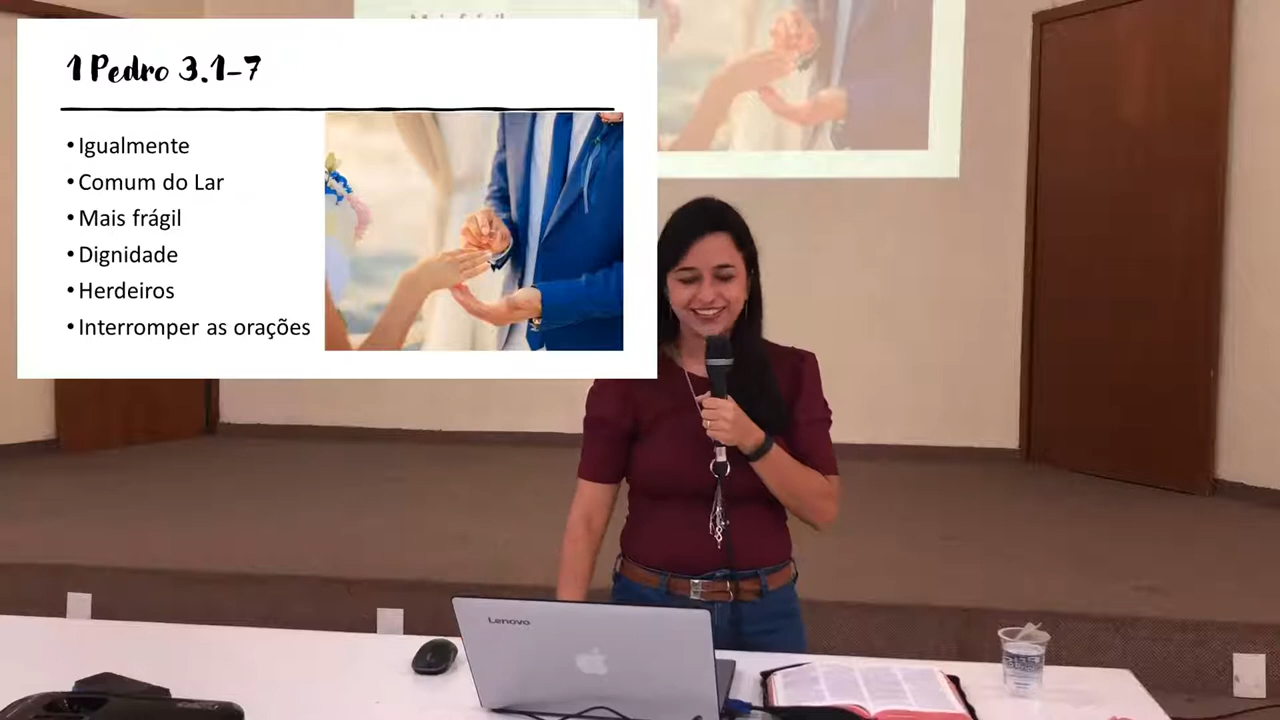 1 Pedro 3.1-7
• Igualmente
• Comum do Lar
• Mais frágil
• Dignidade
• Herdeiros
• Interromper as orações
Lenovo